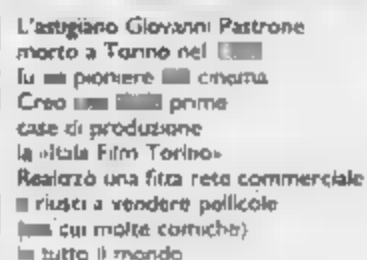 L'astigiano Giovanni Pastrone
morto a Torino nel
fu pioniere cinema
Creò prime
case di produzione
la «Itala Film Torino»
Realizzò una fitta rete commerciale
riuscì a vendere pellicole
cui molte comiche)
tutto il mondo